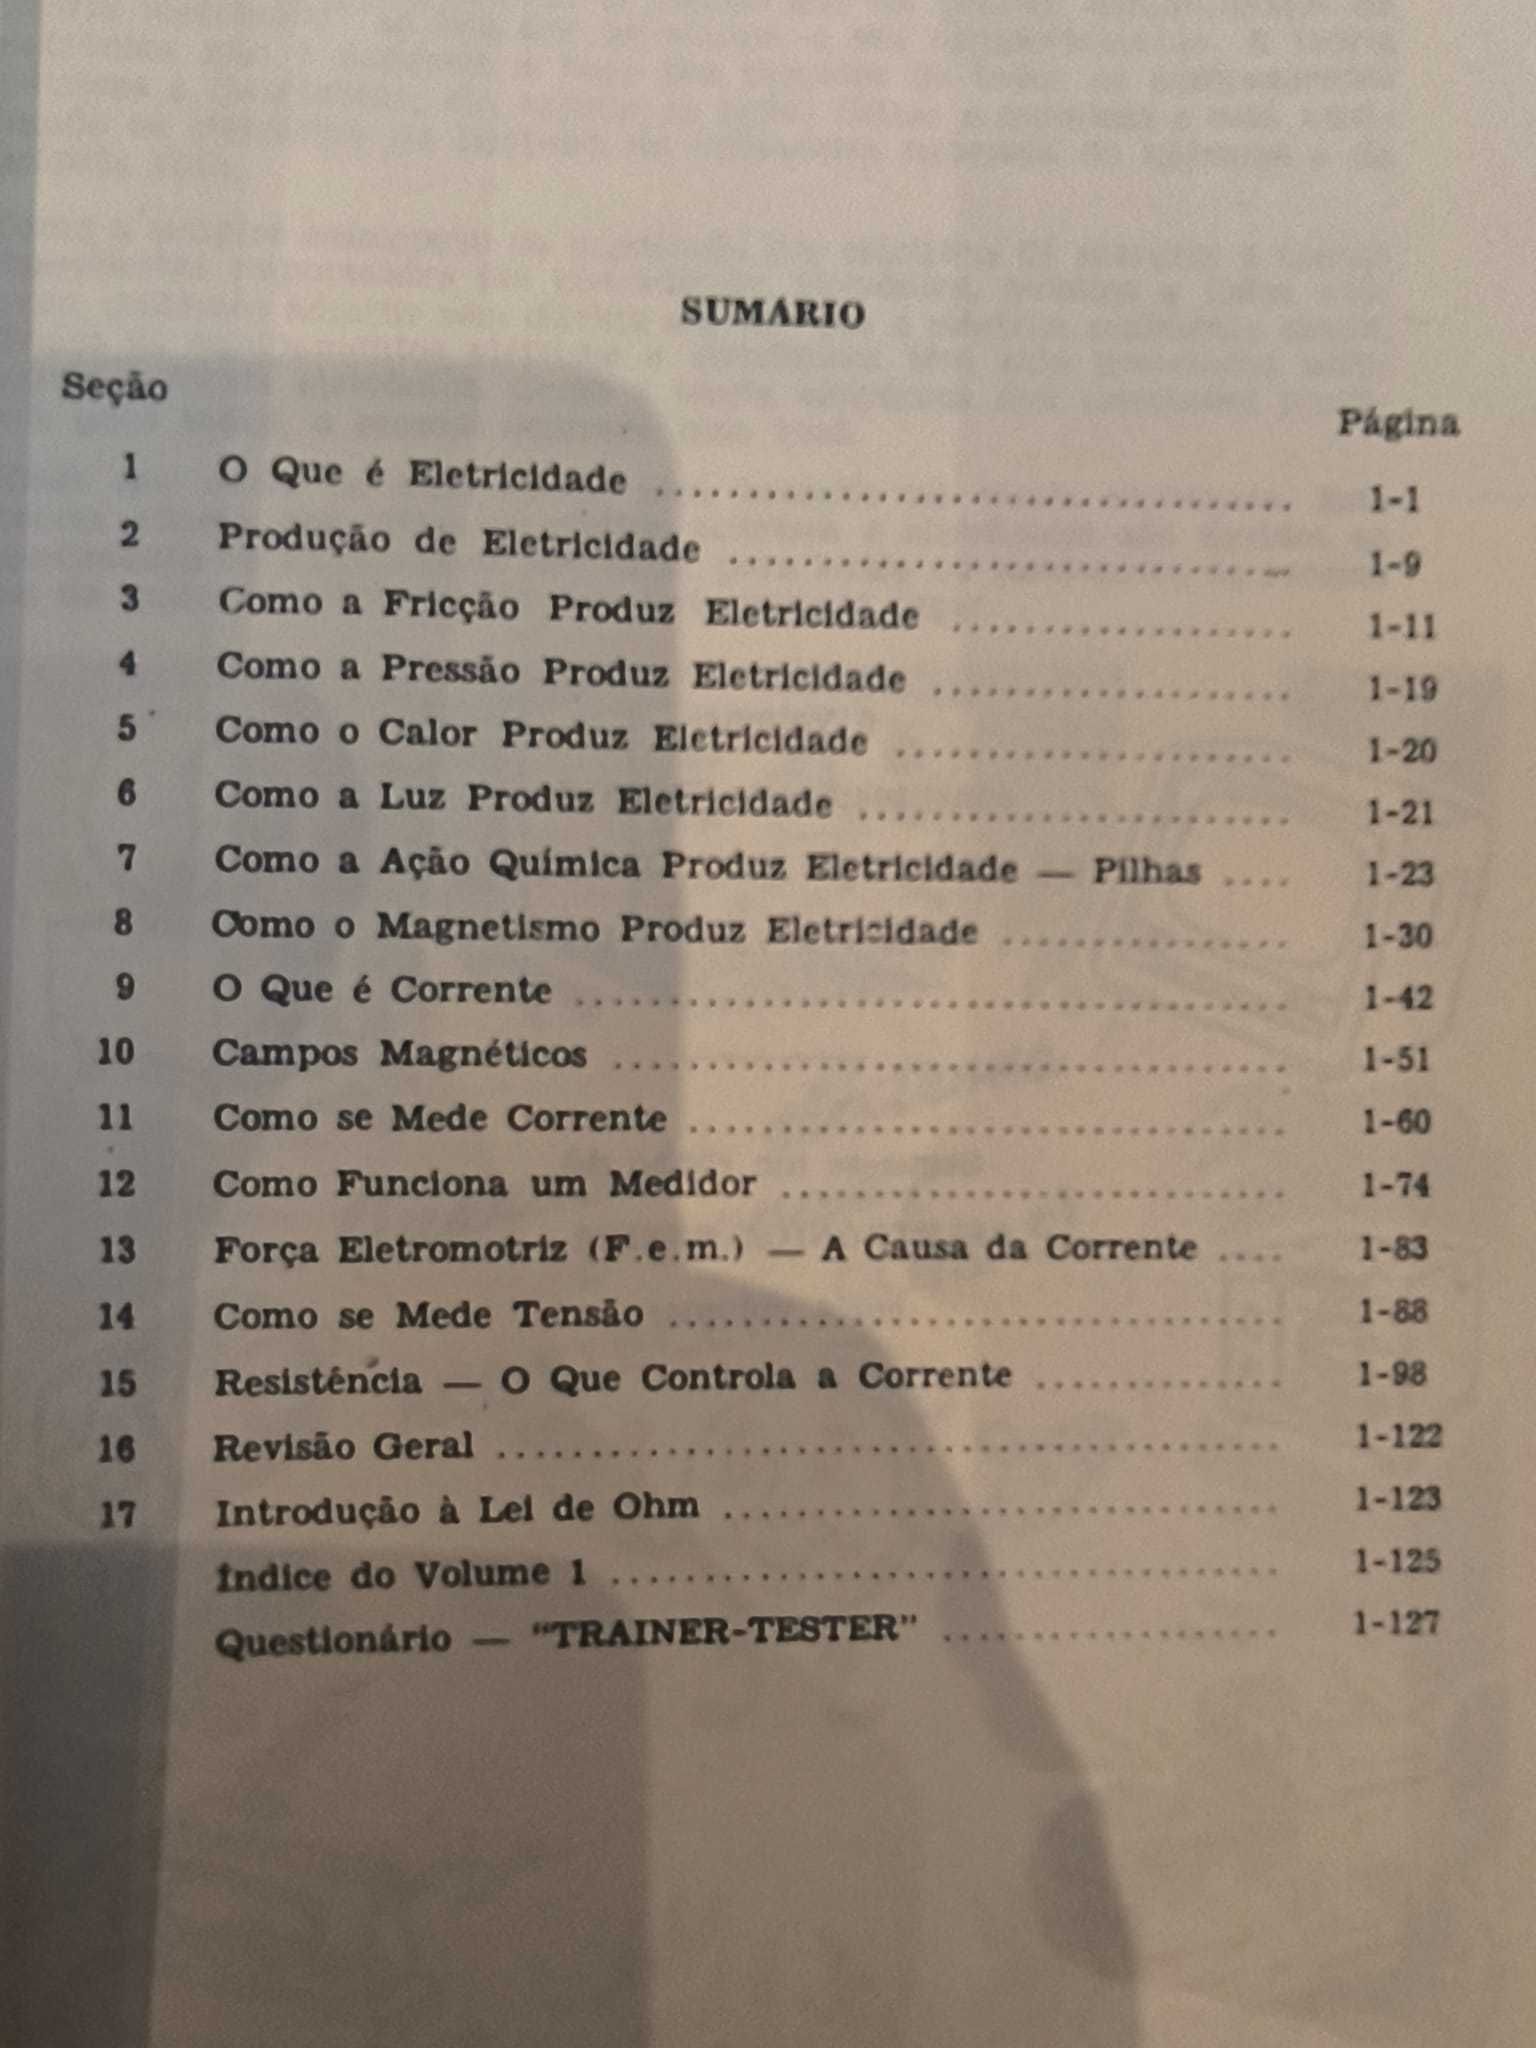 SUMÁRIO
Seção
Página
1 O Que é Eletricidade ........................................ 1-1
2 Produção de Eletricidade ........................................ 1-9
3 Como a Fricção Produz Eletricidade ........................ 1-11
4 Como a Pressão Produz Eletricidade ........................ 1-19
5 Como o Calor Produz Eletricidade ........................ 1-20
6 Como a Luz Produz Eletricidade ........................ 1-21
7 Como a Ação Química Produz Eletricidade — Pilhas .... 1-23
8 Como o Magnetismo Produz Eletricidade ................ 1-30
9 O Que é Corrente ........................................ 1-42
10 Campos Magnéticos ........................................ 1-51
11 Como se Mede Corrente ................................ 1-60
12 Como Funciona um Medidor ............................ 1-74
13 Força Eletromotriz (F.e.m.) — A Causa da Corrente .... 1-83
14 Como se Mede Tensão ................................ 1-88
15 Resistência — O Que Controla a Corrente .............. 1-98
16 Revisão Geral ........................................ 1-122
17 Introdução à Lei de Ohm ................................ 1-123
Índice do Volume 1 ........................................ 1-125
Questionário — "TRAINER-TESTER" .................... 1-127